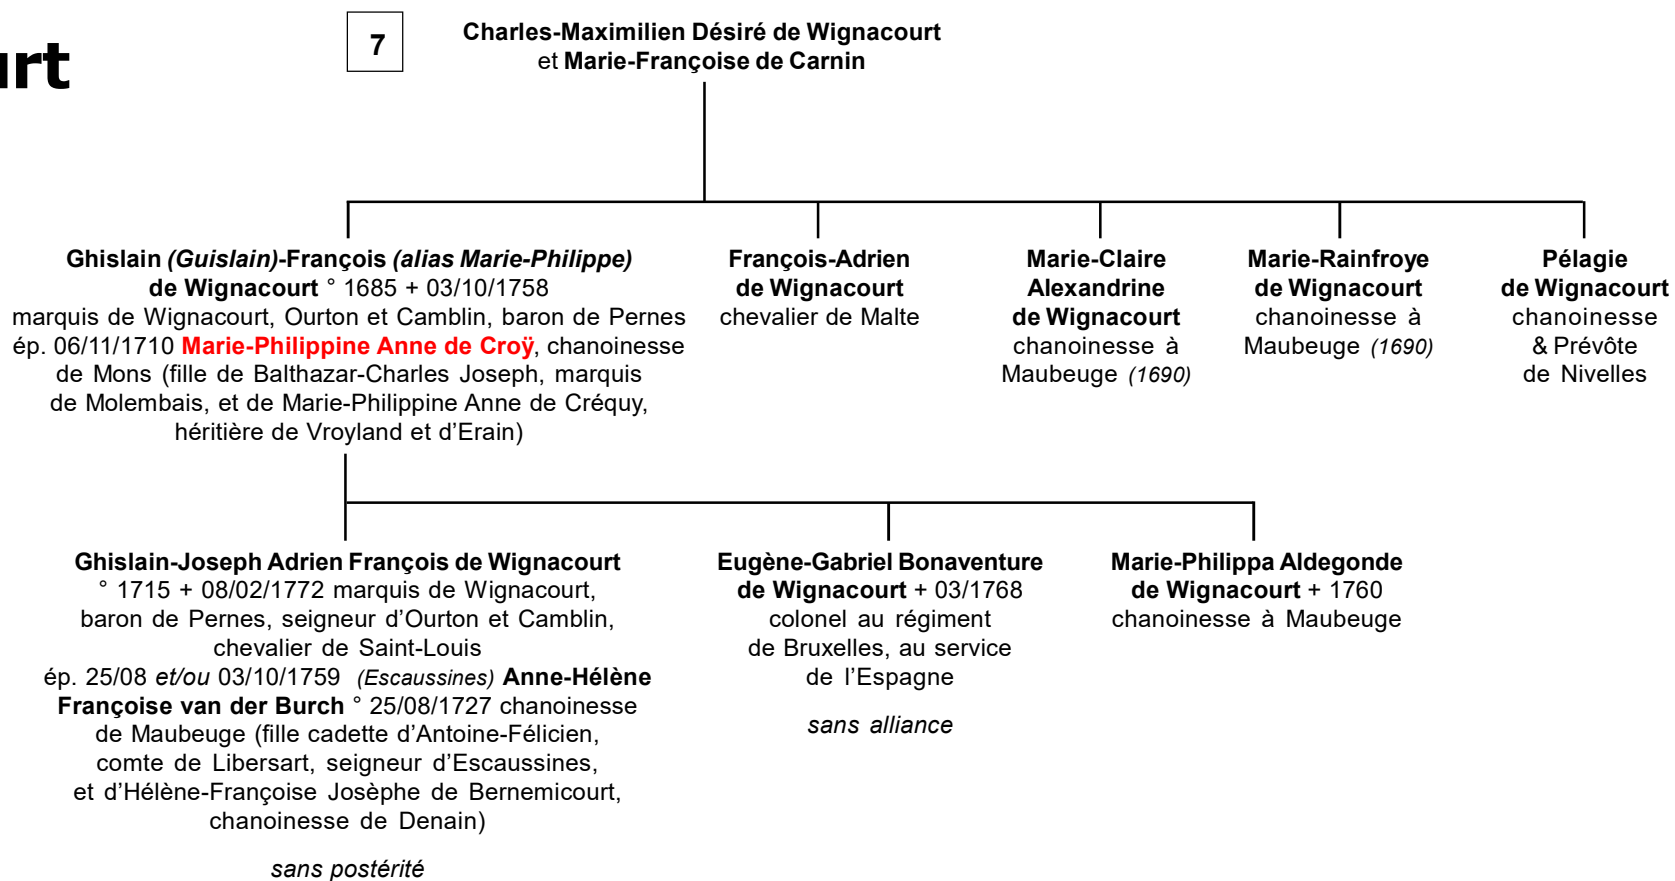 urt
7
Charles-Maximilien Désiré de Wignacourt
et Marie-Françoise de Carnin
Ghislain (Guislain)-François (alias Marie-Philippe)
de Wignacourt ° 1685 + 03/10/1758
marquis de Wignacourt, Ourton et Camblin, baron de Pernes
ép. 06/11/1710 Marie-Philippine Anne de Croÿ, chanoinesse
de Mons (fille de Balthazar-Charles Joseph, marquis
de Molembais, et de Marie-Philippine Anne de Créquy,
héritière de Vroyland et d'Erain)
François-Adrien
de Wignacourt
chevalier de Malte
Marie-Claire
Alexandrine
de Wignacourt
chanoinesse à
Maubeuge (1690)
Marie-Rainfroye
de Wignacourt
chanoinesse à
Maubeuge (1690)
Pélagie
de Wignacourt
chanoinesse
& Prévôte
de Nivelles
Ghislain-Joseph Adrien François de Wignacourt
° 1715 + 08/02/1772 marquis de Wignacourt,
baron de Pernes, seigneur d'Ourton et Camblin,
chevalier de Saint-Louis
ép. 25/08 et/ou 03/10/1759 (Escaussines) Anne-Hélène
Françoise van der Burch ° 25/08/1727 chanoinesse
de Maubeuge (fille cadette d'Antoine-Félicien,
comte de Libersart, seigneur d'Escaussines,
et d'Hélène-Françoise Josèphe de Bernemicourt,
chanoinesse de Denain)
sans postérité
Eugène-Gabriel Bonaventure
de Wignacourt + 03/1768
colonel au régiment
de Bruxelles, au service
de l'Espagne
sans alliance
Marie-Philippa Aldegonde
de Wignacourt + 1760
chanoinesse à Maubeuge